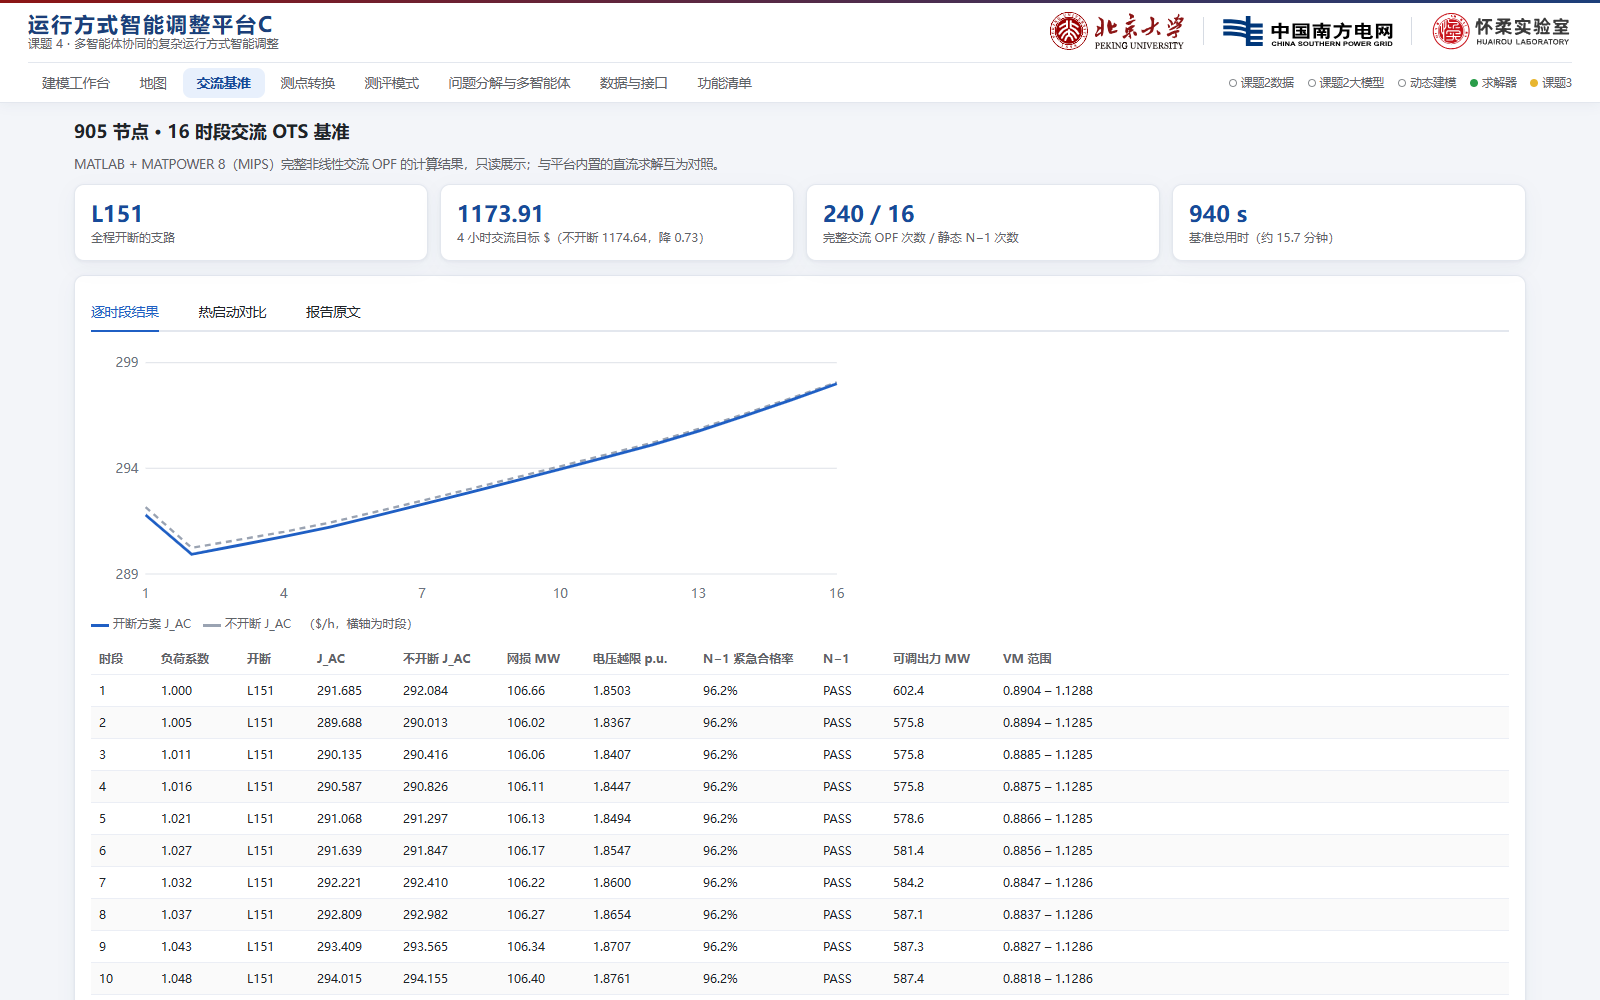 运行方式智能调整平台C
课题 4 · 多智能体协同的复杂运行方式智能调整
北京大学
PEKING UNIVERSITY
中国南方电网
CHINA SOUTHERN POWER GRID
怀柔实验室
HUAIROU LABORATORY
建模工作台 地图 交流基准 测点转换 测评模式 问题分解与多智能体 数据与接口 功能清单
课题2数据 课题2大模型 动态建模 求解器 课题3
905 节点 • 16 时段交流 OTS 基准
MATLAB + MATPOWER 8（MIPS）完整非线性交流 OPF 的计算结果，只读展示；与平台内置的直流求解互为对照。
L151
全程开断的支路
1173.91
4 小时交流目标 $（不开断 1174.64，降 0.73）
240 / 16
完整交流 OPF 次数 / 静态 N−1 次数
940 s
基准总用时（约 15.7 分钟）
逐时段结果 热启动对比 报告原文
299
294
289
1 4 7 10 13 16
开断方案 J_AC 不开断 J_AC （$/h，横轴为时段）
时段 负荷系数 开断 J_AC 不开断 J_AC 网损 MW 电压越限 p.u. N−1 紧急合格率 N−1 可调出力 MW VM 范围
1 1.000 L151 291.685 292.084 106.66 1.8503 96.2% PASS 602.4 0.8904 – 1.1288
2 1.005 L151 289.688 290.013 106.02 1.8367 96.2% PASS 575.8 0.8894 – 1.1285
3 1.011 L151 290.135 290.416 106.06 1.8407 96.2% PASS 575.8 0.8885 – 1.1285
4 1.016 L151 290.587 290.826 106.11 1.8447 96.2% PASS 575.8 0.8875 – 1.1285
5 1.021 L151 291.068 291.297 106.13 1.8494 96.2% PASS 578.6 0.8866 – 1.1285
6 1.027 L151 291.639 291.847 106.17 1.8547 96.2% PASS 581.4 0.8856 – 1.1285
7 1.032 L151 292.221 292.410 106.22 1.8600 96.2% PASS 584.2 0.8847 – 1.1286
8 1.037 L151 292.809 292.982 106.27 1.8654 96.2% PASS 587.1 0.8837 – 1.1286
9 1.043 L151 293.409 293.565 106.34 1.8707 96.2% PASS 587.3 0.8827 – 1.1286
10 1.048 L151 294.015 294.155 106.40 1.8761 96.2% PASS 587.4 0.8818 – 1.1286